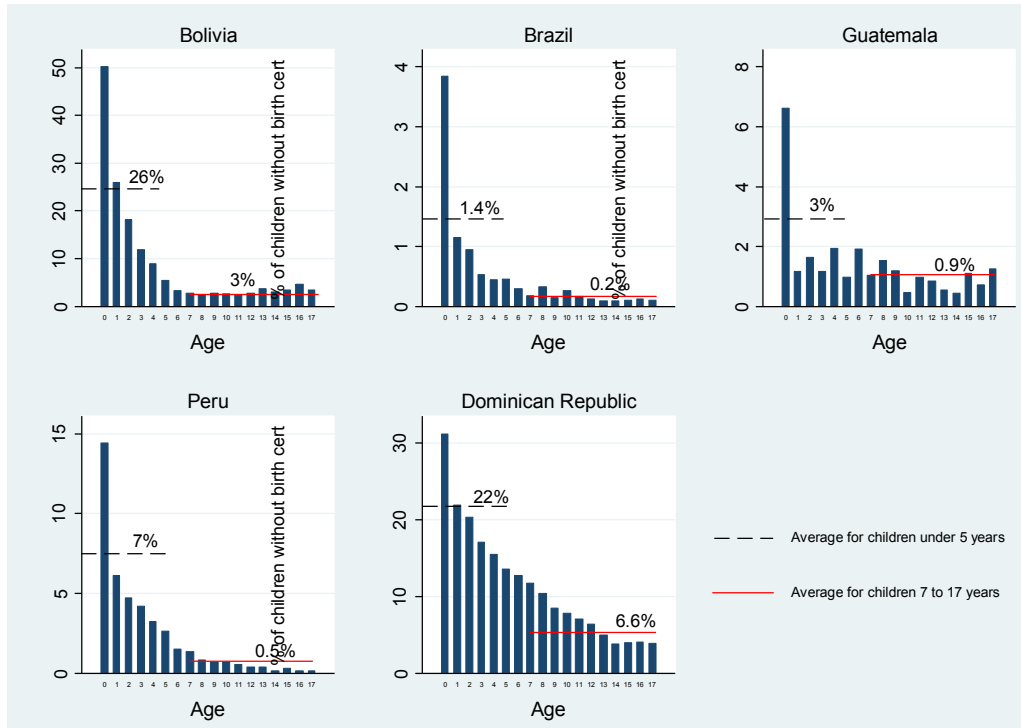 Bolivia
50
40
30
20
10
0
26%
3%
% of children without birth cert
0 1 2 3 4 5 6 7 8 9 10 11 12 13 14 15 16 17
Age
Brazil
4
3
2
1
0
1.4%
0.2%
% of children without birth cert
0 1 2 3 4 5 6 7 8 9 10 11 12 13 14 15 16 17
Age
Guatemala
8
6
4
2
0
3%
0.9%
0 1 2 3 4 5 6 7 8 9 10 11 12 13 14 15 16 17
Age
Peru
15
10
5
0
7%
0.5%
% of children without birth cert
0 1 2 3 4 5 6 7 8 9 10 11 12 13 14 15 16 17
Age
Dominican Republic
30
20
10
0
22%
6.6%
0 1 2 3 4 5 6 7 8 9 10 11 12 13 14 15 16 17
Age
Average for children under 5 years
Average for children 7 to 17 years